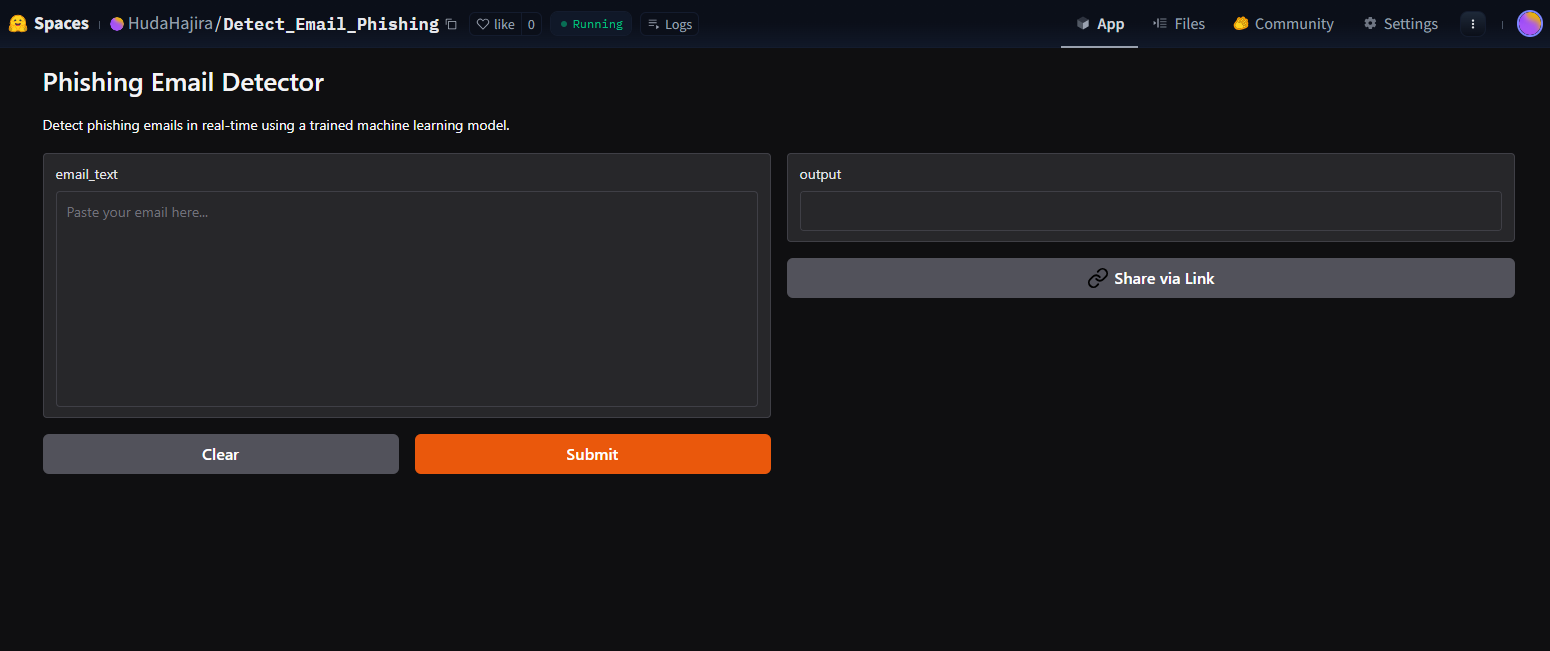 Spaces HudaHajira/Detect_Email_Phishing like 0 Running Logs App Files Community Settings
Phishing Email Detector
Detect phishing emails in real-time using a trained machine learning model.
email_text
Paste your email here...
output
Share via Link
Clear
Submit